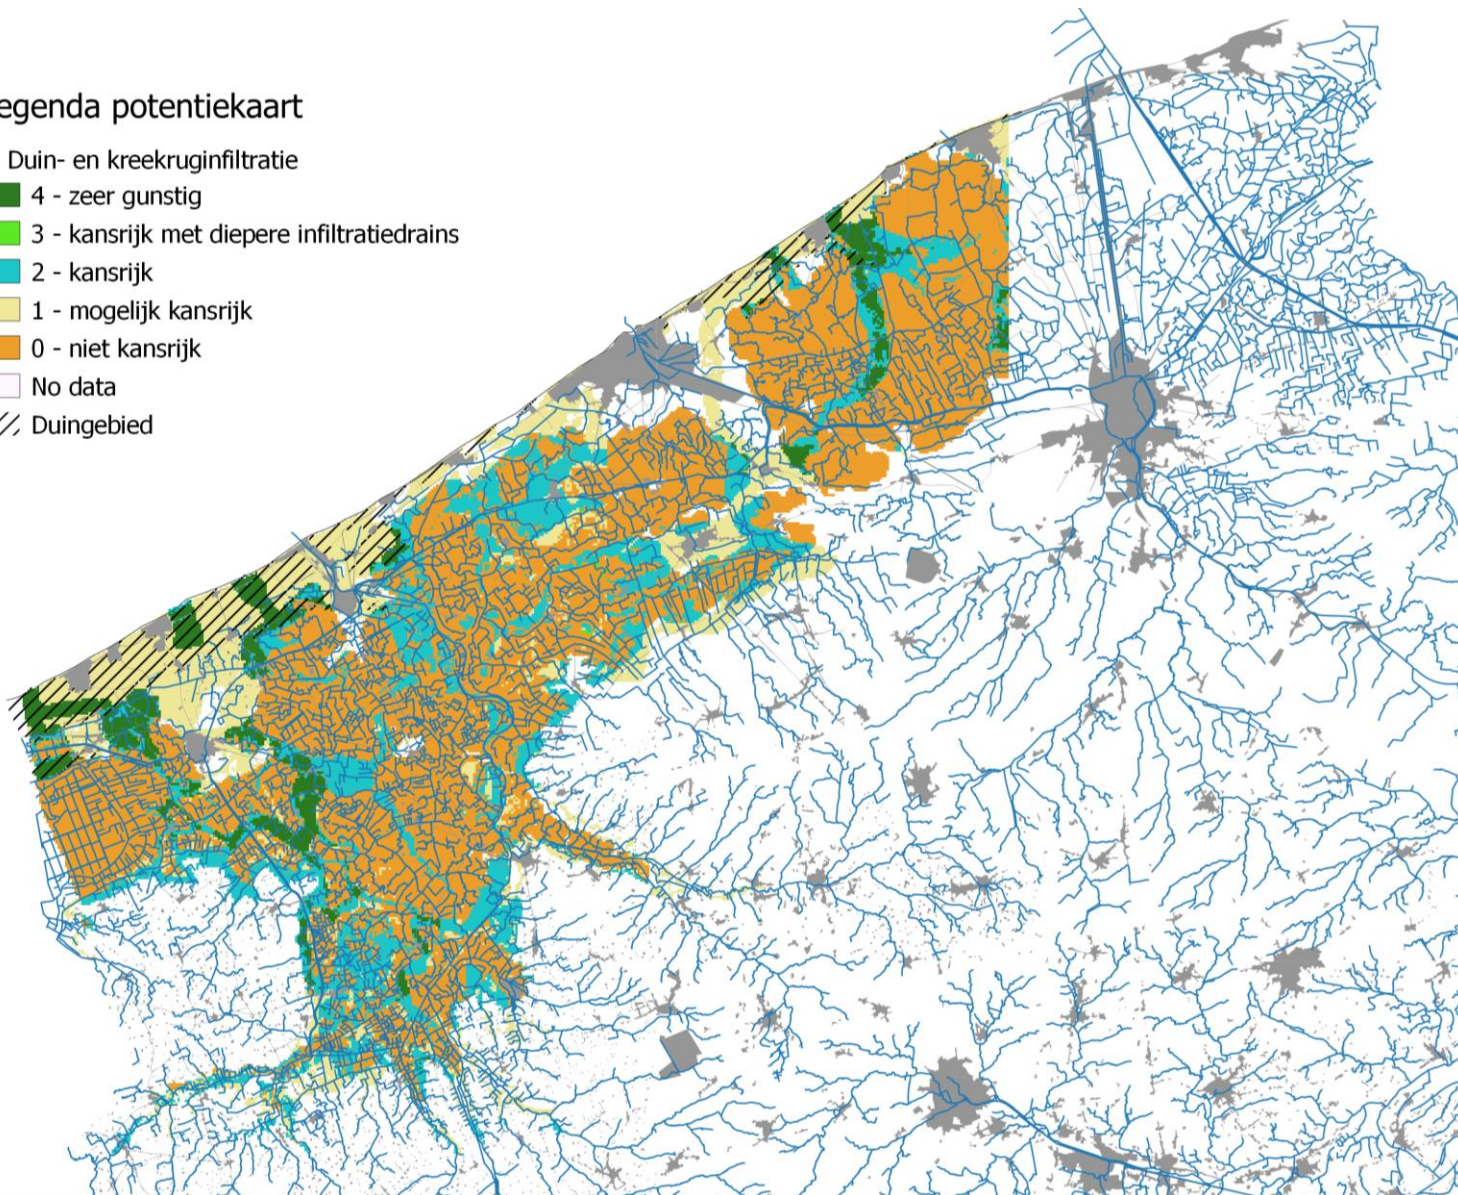 egenda potentiekaart
Duin- en kreekruginfiltratie
4 - zeer gunstig
3 - kansrijk met diepere infiltratiedrains
2 - kansrijk
1 - mogelijk kansrijk
0 - niet kansrijk
No data
Duingebied